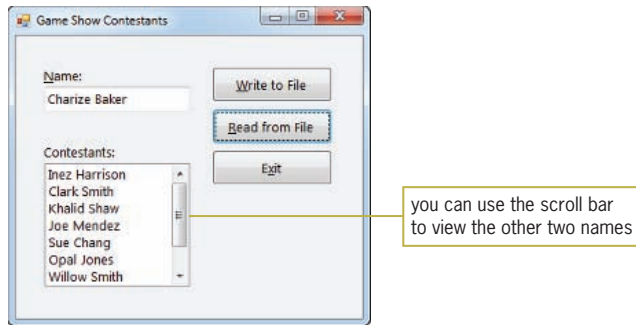 Game Show Contestants
Name:
Charize Baker
Write to File
Read from File
Exit
Contestants:
Inez Harrison
Clark Smith
Khalid Shaw
Joe Mendez
Sue Chang
Opal Jones
Willow Smith
you can use the scroll bar
to view the other two names